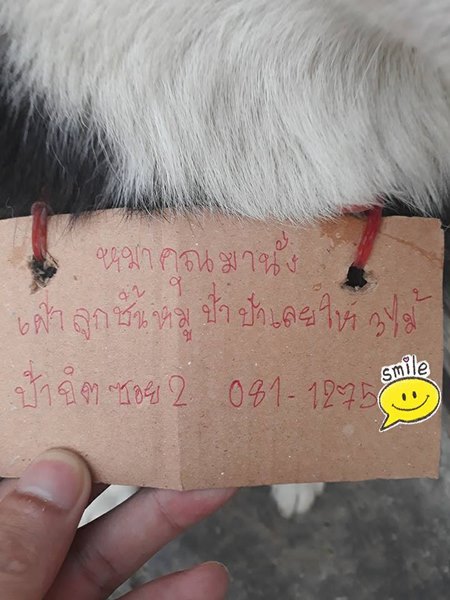 หมาคุณมานั่ง
เฝ้าลูกชิ้นหมูป้า ป้าเลยให้ 3 ไม้
ป้าจิตซอย 2 081-1275
smile